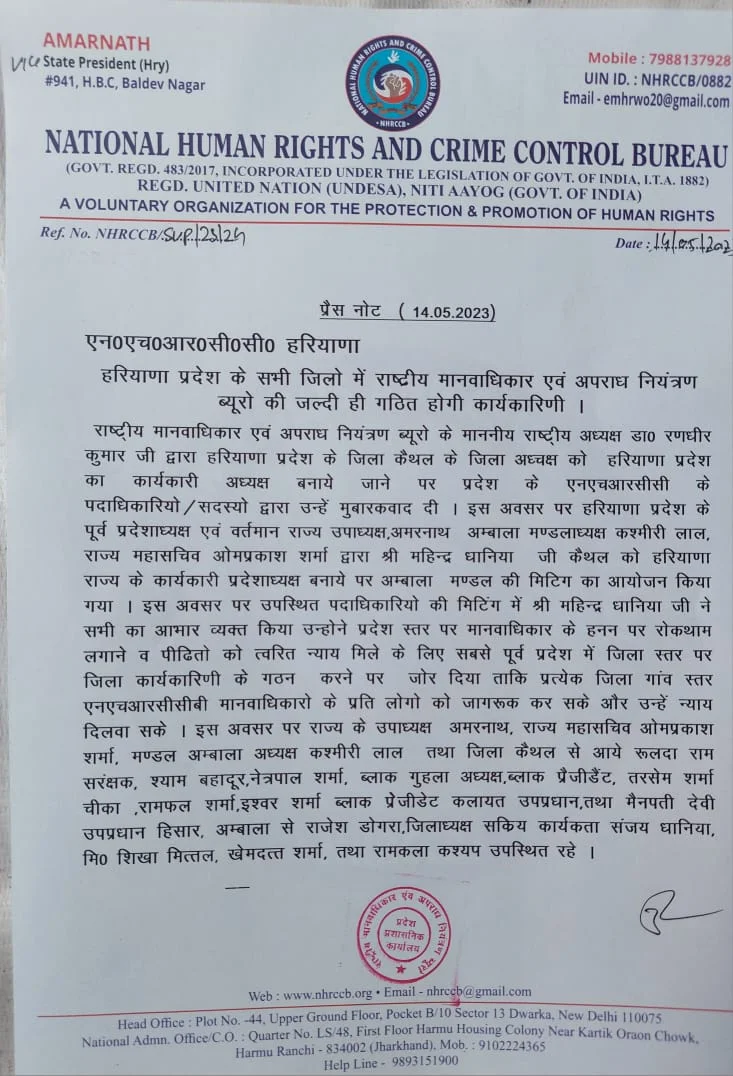 AMARNATH
Vice State President (Hry)
#941, H.B.C, Baldev Nagar
NATIONAL HUMAN RIGHTS AND CRIME CONTROL BUREAU
• NHRCCB •
Mobile : 7988137928
UIN ID. : NHRCCB/0882
Email - emhrwo20@gmail.com
NATIONAL HUMAN RIGHTS AND CRIME CONTROL BUREAU
(GOVT. REGD. 483/2017, INCORPORATED UNDER THE LEGISLATION OF GOVT. OF INDIA, I.T.A. 1882)
REGD. UNITED NATION (UNDESA), NITI AAYOG (GOVT. OF INDIA)
A VOLUNTARY ORGANIZATION FOR THE PROTECTION & PROMOTION OF HUMAN RIGHTS
Ref. No. NHRCCB/SUP/23/24
Date : 14/05/202
प्रैस नोट ( 14.05.2023)
एन0एच0आर0सी0सी0 हरियाणा
हरियाणा प्रदेश के सभी जिलो में राष्टीय मानवाधिकार एवं अपराध नियंत्रण
ब्यूरो की जल्दी ही गठित होगी कार्यकारिणी ।
राष्ट्रीय मानवाधिकार एवं अपराध नियंत्रण ब्यूरो के माननीय राष्ट्रीय अध्यक्ष डा0 रणधीर
कुमार जी द्वारा हरियाणा प्रदेश के जिला कैथल के जिला अध्चक्ष को हरियाणा प्रदेश
का कार्यकारी अध्यक्ष बनाये जाने पर प्रदेश के एनएचआरसीसी के
पदाधिकारियो/सदस्यो द्वारा उन्हें मुबारकवाद दी । इस अवसर पर हरियाणा प्रदेश के
पूर्व प्रदेशाध्यक्ष एवं वर्तमान राज्य उपाध्यक्ष,अमरनाथ अम्बाला मण्डलाध्यक्ष कश्मीरी लाल,
राज्य महासचिव ओमप्रकाश शर्मा द्वारा श्री महिन्द्र धानिया जी कैथल को हरियाणा
राज्य के कार्यकारी प्रदेशाध्यक्ष बनाये पर अम्बाला मण्डल की मिटिग का आयोजन किया
गया । इस अवसर पर उपस्थित पदाधिकारियो की मिटिंग में श्री महिन्द्र धानिया जी ने
सभी का आभार व्यक्त किया उन्होने प्रदेश स्तर पर मानवाधिकार के हनन पर रोकथाम
लगाने व पीढितो को त्वरित न्याय मिले के लिए सबसे पूर्व प्रदेश में जिला स्तर पर
जिला कार्यकारिणी के गठन करने पर जोर दिया ताकि प्रत्येक जिला गांव स्तर
एनएचआरसीसीबी मानवाधिकारो के प्रति लोगो को जागरूक कर सके और उन्हें न्याय
दिलवा सके । इस अवसर पर राज्य के उपाध्यक्ष अमरनाथ, राज्य महासचिव ओमप्रकाश
शर्मा, मण्डल अम्बाला अध्यक्ष कश्मीरी लाल तथा जिला कैथल से आये रूलदा राम
सरंक्षक, श्याम बहादूर,नेत्रपाल शर्मा, ब्लाक गुहला अध्यक्ष,ब्लाक प्रैजीडैंट, तरसेम शर्मा
चीका ,रामफल शर्मा,इश्वर शर्मा ब्लाक प्रेजीडेट कलायत उपप्रधान,तथा मैनपती देवी
उपप्रधान हिसार, अम्बाला से राजेश डोगरा,जिलाध्यक्ष सकिय कार्यकता संजय धानिया,
मि0 शिखा मित्तल, खेमदत्त शर्मा, तथा रामकला कश्यप उपस्थित रहे ।
राष्ट्रीय मानवाधिकार एंव अपराध नियंत्रण ब्यूरो
प्रदेश
प्रशासनिक
कार्यालय
Web : www.nhrccb.org • Email - nhrccb@gmail.com
Head Office : Plot No. -44, Upper Ground Floor, Pocket B/10 Sector 13 Dwarka, New Delhi 110075
National Admn. Office/C.O. : Quarter No. LS/48, First Floor Harmu Housing Colony Near Kartik Oraon Chowk,
Harmu Ranchi - 834002 (Jharkhand), Mob. : 9102224365
Help Line - 9893151900